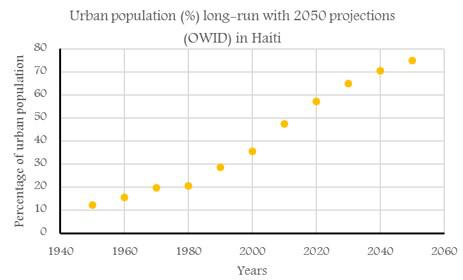 Urban population (%) long-run with 2050 projections
(OWID) in Haiti
Percentage of urban population
80
70
60
50
40
30
20
10
0
1940 1960 1980 2000 2020 2040 2060
Years